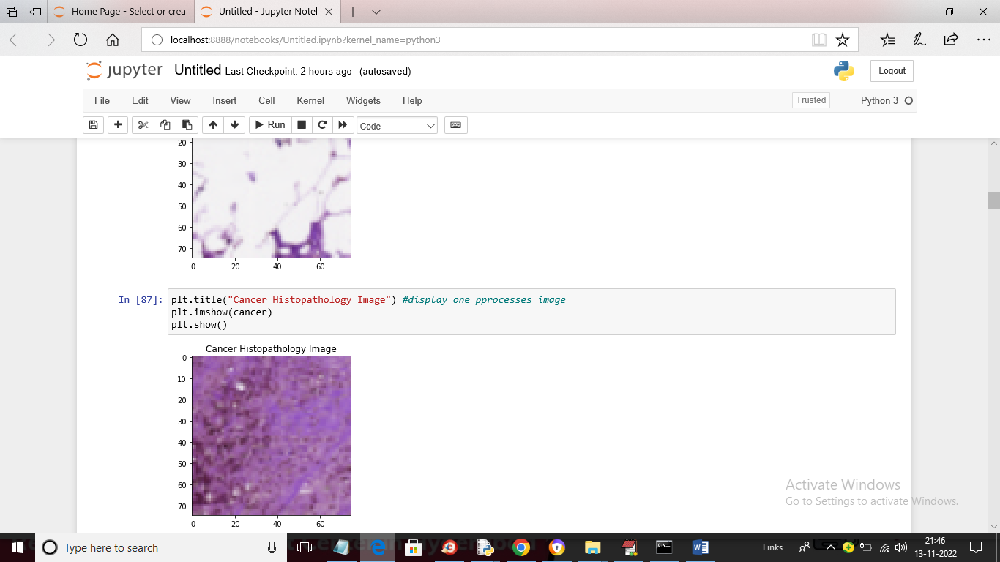 Home Page - Select or creat
Untitled - Jupyter Notel
localhost:8888/notebooks/Untitled.ipynb?kernel_name=python3
jupyter Untitled Last Checkpoint: 2 hours ago (autosaved)
Logout
File Edit View Insert Cell Kernel Widgets Help
Trusted
Python 3
Run
Code
20
30
40
50
60
70
0 20 40 60
In [87]: plt.title("Cancer Histopathology Image") #display one pprocesses image
plt.imshow(cancer)
plt.show()
Cancer Histopathology Image
0
10
20
30
40
50
60
70
0 20 40 60
Activate Windows
Go to Settings to activate Windows.
Type here to search
Links
21:46
13-11-2022